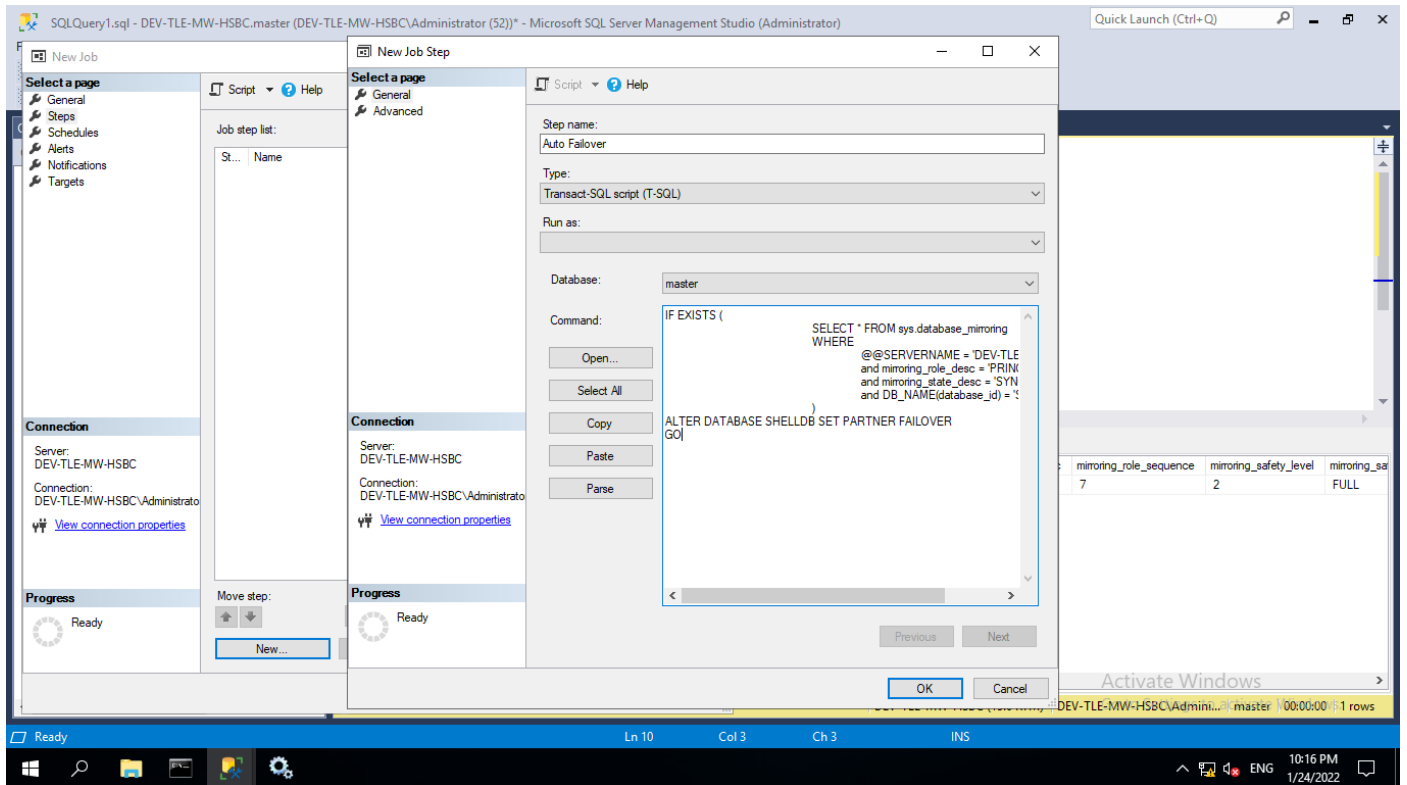 SQLQuery1.sql - DEV-TLE-MW-HSBC.master (DEV-TLE-MW-HSBC\Administrator (52))* - Microsoft SQL Server Management Studio (Administrator)
Quick Launch (Ctrl+Q)
New Job
Select a page
General
Steps
Schedules
Alerts
Notifications
Targets
Script
Help
Job step list:
St...
Name
Connection
Server:
DEV-TLE-MW-HSBC
Connection:
DEV-TLE-MW-HSBC\Administrato
View connection properties
Progress
Ready
Move step:
New...
New Job Step
Select a page
General
Advanced
Script
Help
Step name:
Auto Failover
Type:
Transact-SQL script (T-SQL)
Run as:
Database:
master
Command:
Open...
Select All
Copy
Paste
Parse
IF EXISTS (
SELECT * FROM sys.database_mirroring
WHERE
@@SERVERNAME = 'DEV-TLE
and mirroring_role_desc = 'PRIN
and mirroring_state_desc = 'SYN
and DB_NAME(database_id) = 'S
)
ALTER DATABASE SHELLDB SET PARTNER FAILOVER
GO
Connection
Server:
DEV-TLE-MW-HSBC
Connection:
DEV-TLE-MW-HSBC\Administrato
View connection properties
Progress
Ready
Previous
Next
OK
Cancel
mirroring_role_sequence
mirroring_safety_level
mirroring_sa
7
2
FULL
Activate Windows
DEV-TLE-MW-HSBC\Admini...
master
00:00:00
1 rows
Ready
Ln 10
Col 3
Ch 3
INS
ENG
10:16 PM
1/24/2022